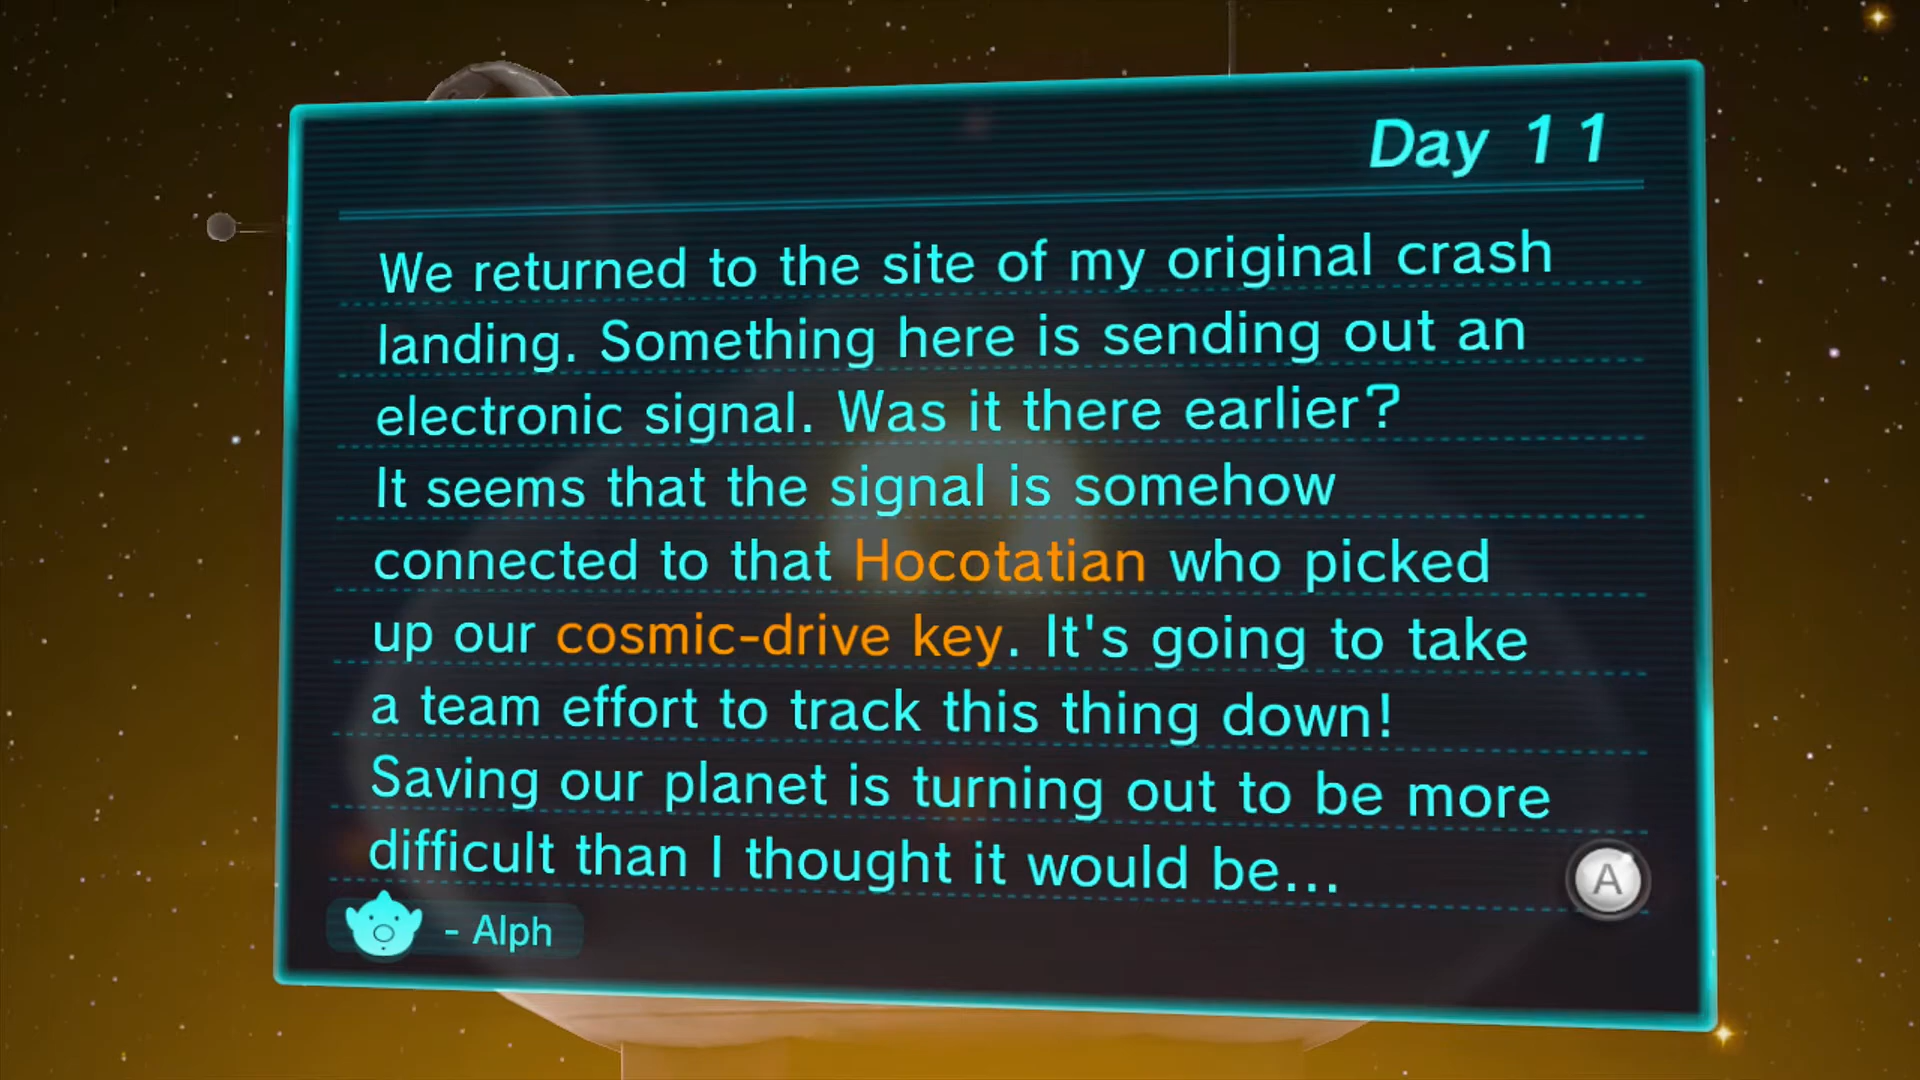 Day 11
We returned to the site of my original crash
landing. Something here is sending out an
electronic signal. Was it there earlier?
It seems that the signal is somehow
connected to that Hocotatian who picked
up our cosmic-drive key. It's going to take
a team effort to track this thing down!
Saving our planet is turning out to be more
difficult than I thought it would be...
A
- Alph